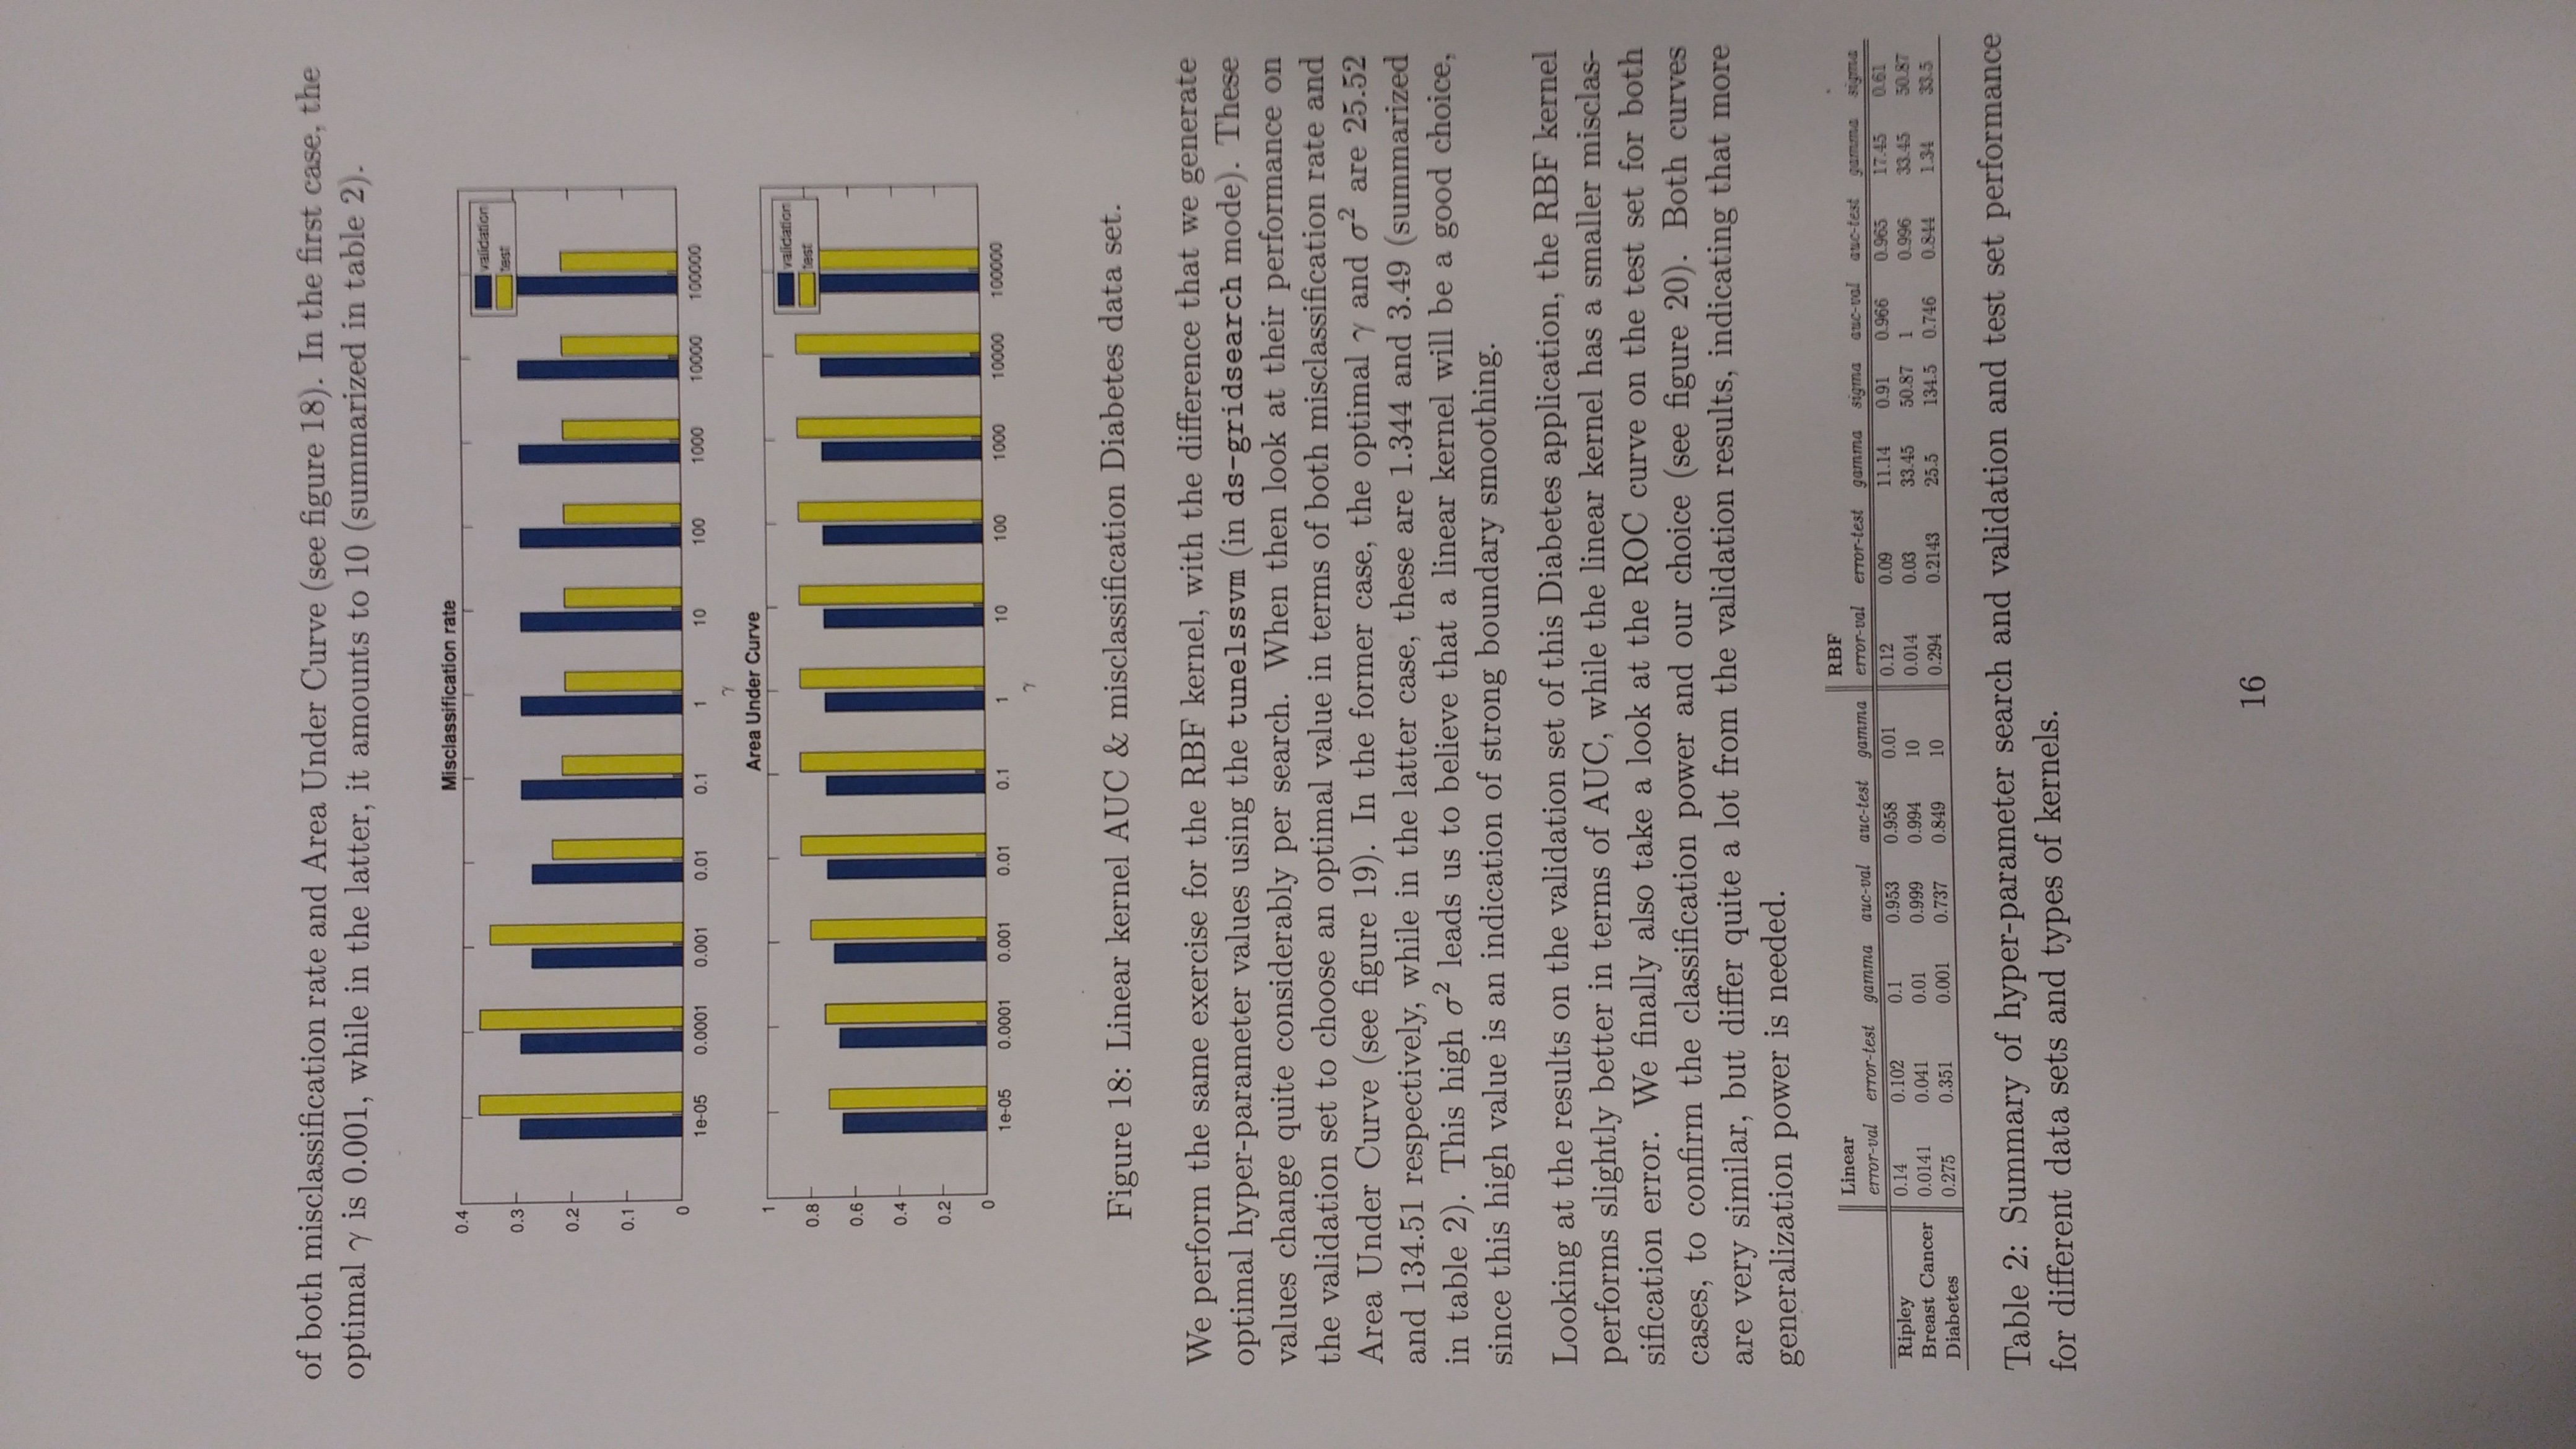 of both misclassification rate and Area Under Curve (see figure 18). In the first case, the
optimal γ is 0.001, while in the latter, it amounts to 10 (summarized in table 2).
Misclassification rate
0.4
0.3
0.2
0.1
0
validation
test
1e-05 0.0001 0.001 0.01 0.1 1 10 100 1000 10000 100000
γ
Area Under Curve
1
0.8
0.6
0.4
0.2
0
validation
test
1e-05 0.0001 0.001 0.01 0.1 1 10 100 1000 10000 100000
γ
Figure 18: Linear kernel AUC & misclassification Diabetes data set.
We perform the same exercise for the RBF kernel, with the difference that we generate
optimal hyper-parameter values using the tunelssvm (in ds-gridsearch mode). These
values change quite considerably per search. When then look at their performance on
the validation set to choose an optimal value in terms of both misclassification rate and
Area Under Curve (see figure 19). In the former case, the optimal γ and σ² are 25.52
and 134.51 respectively, while in the latter case, these are 1.344 and 3.49 (summarized
in table 2). This high σ² leads us to believe that a linear kernel will be a good choice,
since this high value is an indication of strong boundary smoothing.
Looking at the results on the validation set of this Diabetes application, the RBF kernel
performs slightly better in terms of AUC, while the linear kernel has a smaller misclas-
sification error. We finally also take a look at the ROC curve on the test set for both
cases, to confirm the classification power and our choice (see figure 20). Both curves
are very similar, but differ quite a lot from the validation results, indicating that more
generalization power is needed.
Linear RBF
error-val error-test gamma auc-val auc-test gamma error-val error-test gamma sigma auc-val auc-test gamma sigma
Ripley 0.14 0.102 0.1 0.953 0.958 0.01 0.12 0.09 11.14 0.91 0.966 0.965 17.45 0.61
Breast Cancer 0.0141 0.041 0.01 0.999 0.994 10 0.014 0.03 33.45 50.87 1 0.996 33.45 50.87
Diabetes 0.275 0.351 0.001 0.737 0.849 10 0.294 0.2143 25.5 134.5 0.746 0.844 1.34 33.5
Table 2: Summary of hyper-parameter search and validation and test set performance
for different data sets and types of kernels.
16